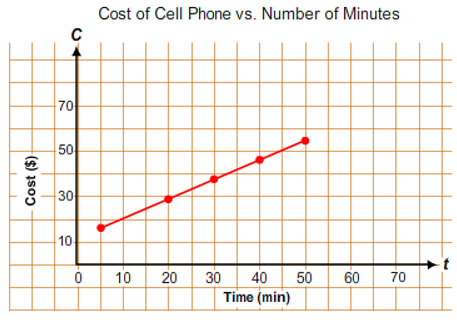 Cost of Cell Phone vs. Number of Minutes
C
70
50
30
10
Cost ($)
0 10 20 30 40 50 60 70
t
Time (min)